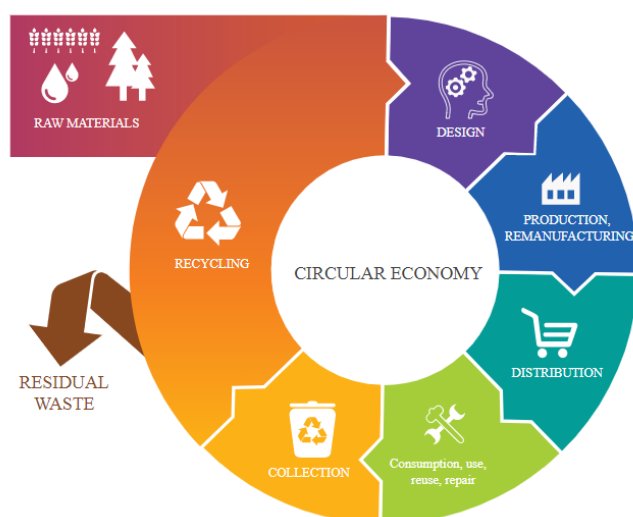 RAW MATERIALS
DESIGN
PRODUCTION,
REMANUFACTURING
RECYCLING
CIRCULAR ECONOMY
DISTRIBUTION
RESIDUAL
WASTE
COLLECTION
Consumption, use,
reuse, repair